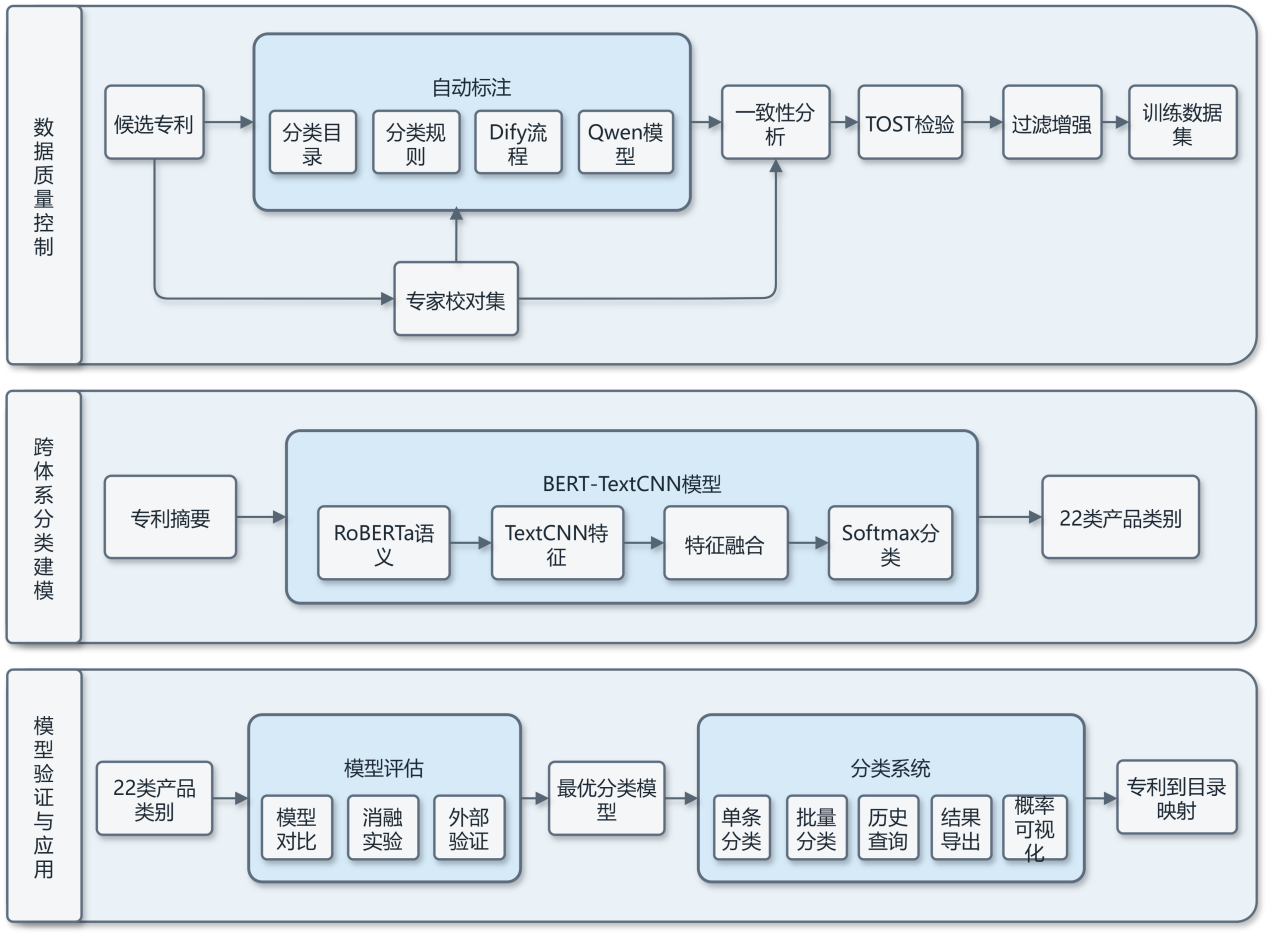 数据质量控制
候选专利
自动标注
分类目
录
分类规
则
Dify流
程
Qwen模
型
一致性分
析
TOST检验
过滤增强
训练数据
集
专家校对集
跨体系分类建模
专利摘要
BERT-TextCNN模型
RoBERTa语
义
TextCNN特
征
特征融合
Softmax分
类
22类产品类别
模型验证与应用
22类产品
类别
模型评估
模型
对比
消融
实验
外部
验证
最优分类模
型
分类系统
单条
分类
批量
分类
历史
查询
结果
导出
概率
可视
化
专利到目录
映射